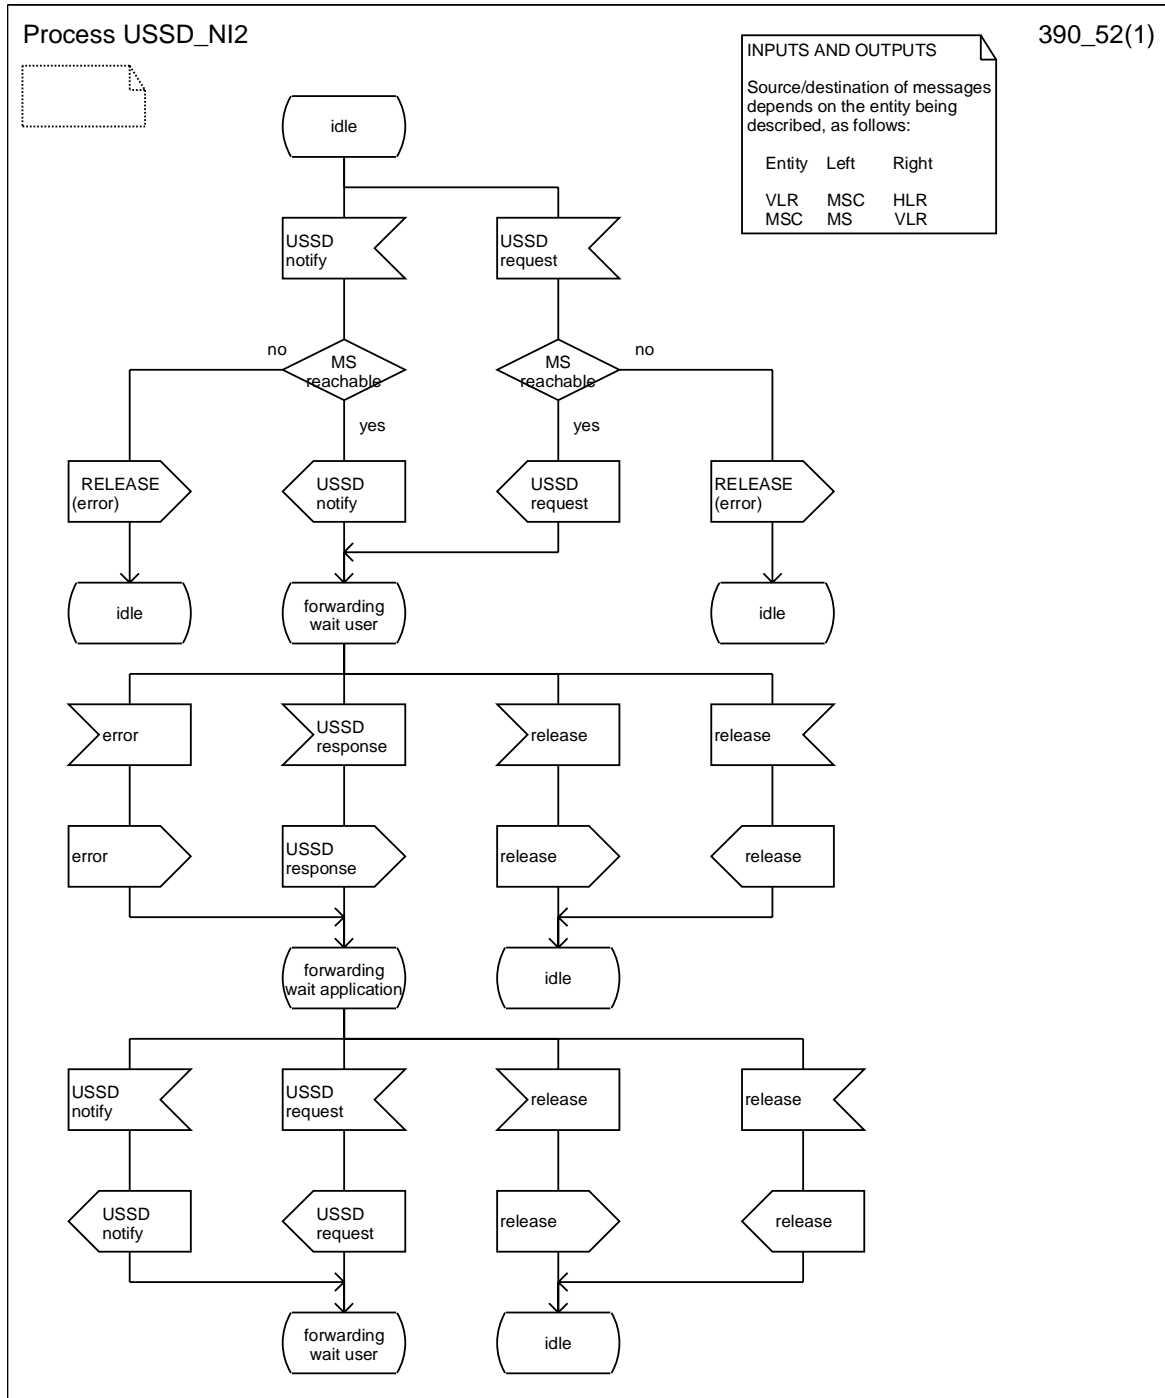 Process USSD_NI2
390_52(1)
INPUTS AND OUTPUTS
Source/destination of messages
depends on the entity being
described, as follows:
Entity Left Right
VLR MSC HLR
MSC MS VLR
idle
USSD
notify
USSD
request
no
MS
reachable
yes
MS
reachable
no
yes
RELEASE
(error)
USSD
notify
USSD
request
RELEASE
(error)
idle
forwarding
wait user
idle
error
USSD
response
release
release
error
USSD
response
release
release
forwarding
wait application
idle
USSD
notify
USSD
request
release
release
USSD
notify
USSD
request
release
release
forwarding
wait user
idle